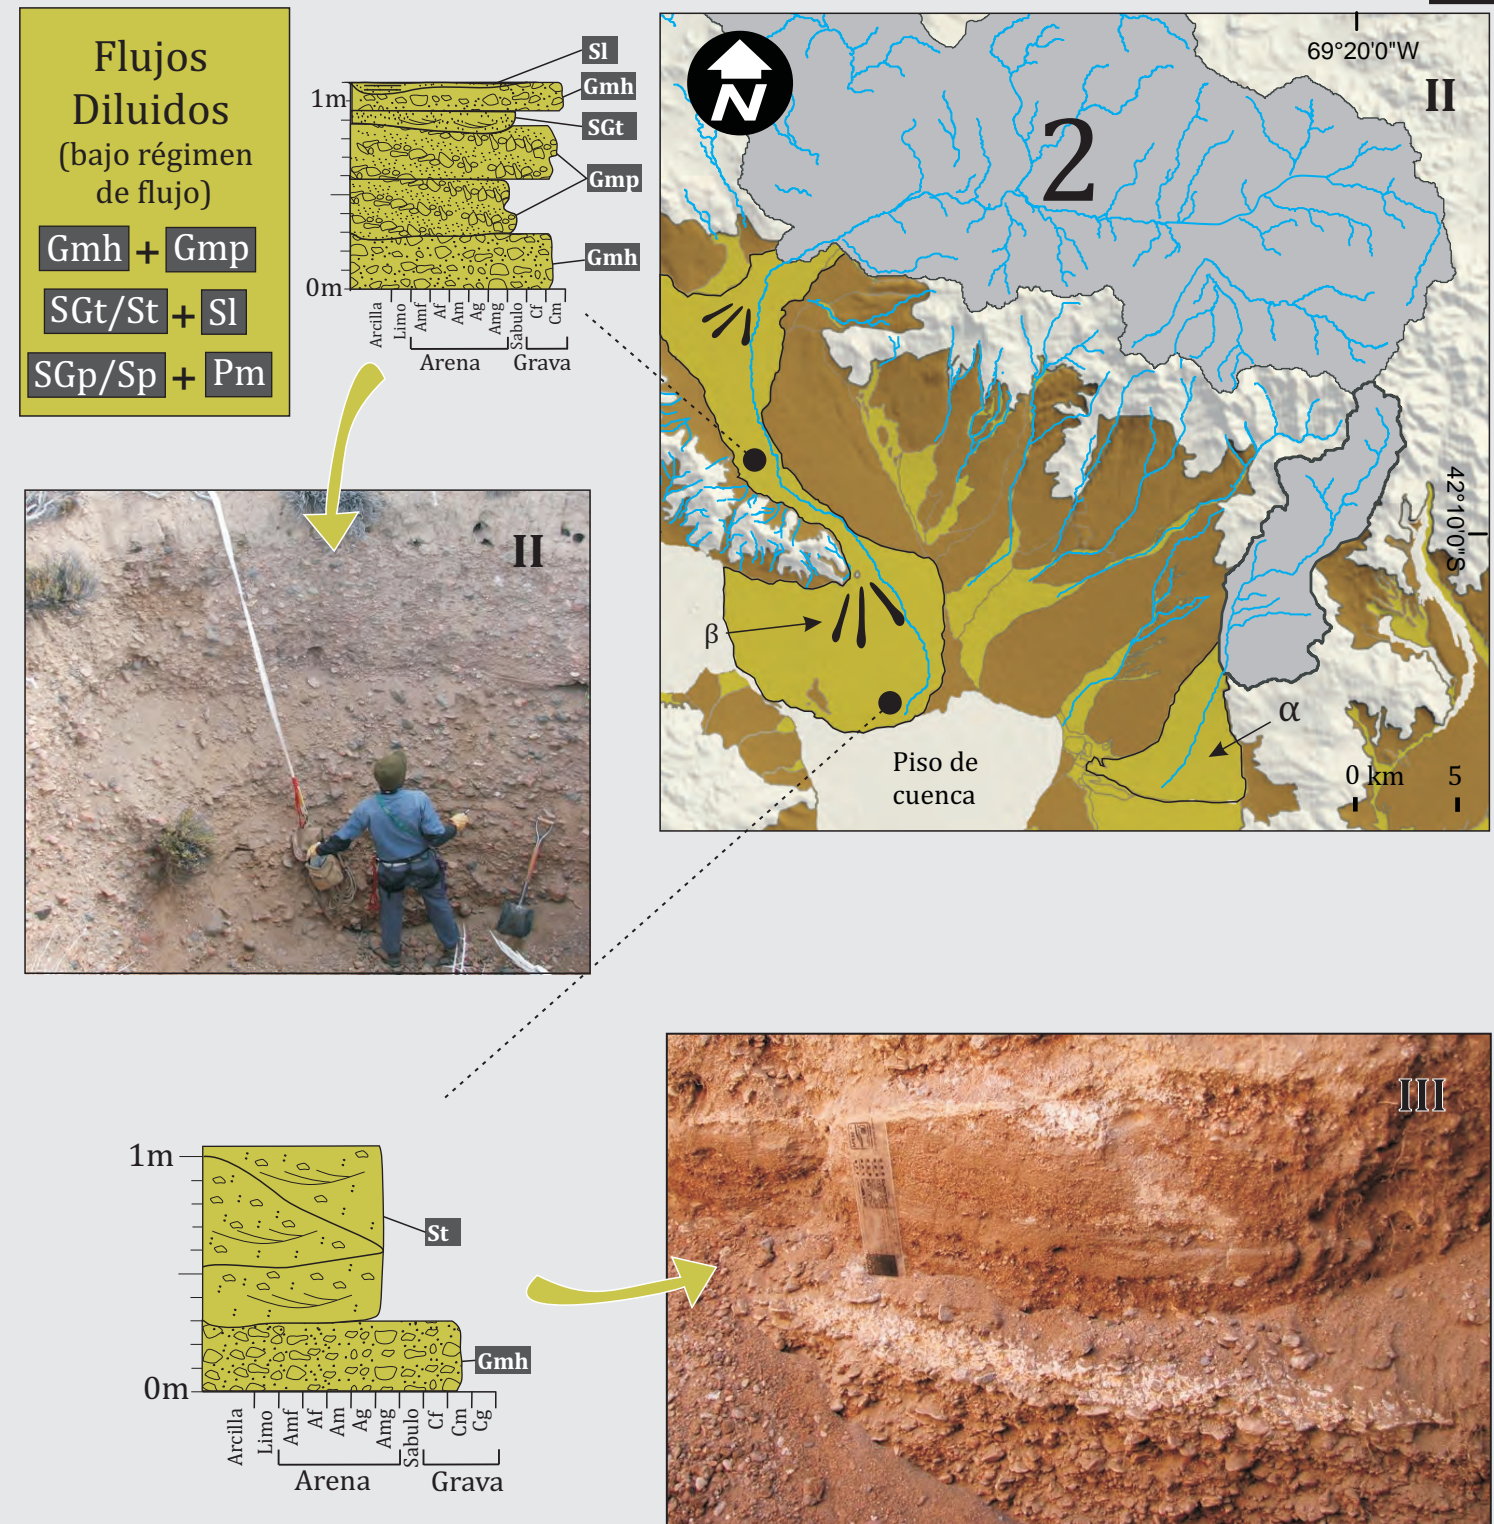 Flujos
Diluidos
(bajo régimen
de flujo)
Gmh + Gmp
SGt/St + Sl
SGp/Sp + Pm
1m
0m
Sl
Gmh
SGt
Gmp
Gmh
Arcilla
Limo
Amf
Af
Am
Ag
Amg
Sabulo
Cf
Cm
Arena
Grava
N
2
69°20'0"W
II
42°10'0"S
β
α
Piso de
cuenca
0 km 5
II
1m
0m
St
Gmh
Arcilla
Limo
Amf
Af
Am
Ag
Amg
Sabulo
Cf
Cm
Cg
Arena
Grava
III